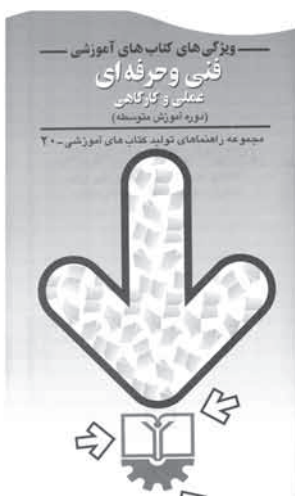 ویژگی های کتاب های آموزشی
فنی وحرفه ای
عملی و کارگاهی
(دوره آموزش متوسطه)
مجموعه راهنماهای تولید کتاب های آموزشی - ۲۰